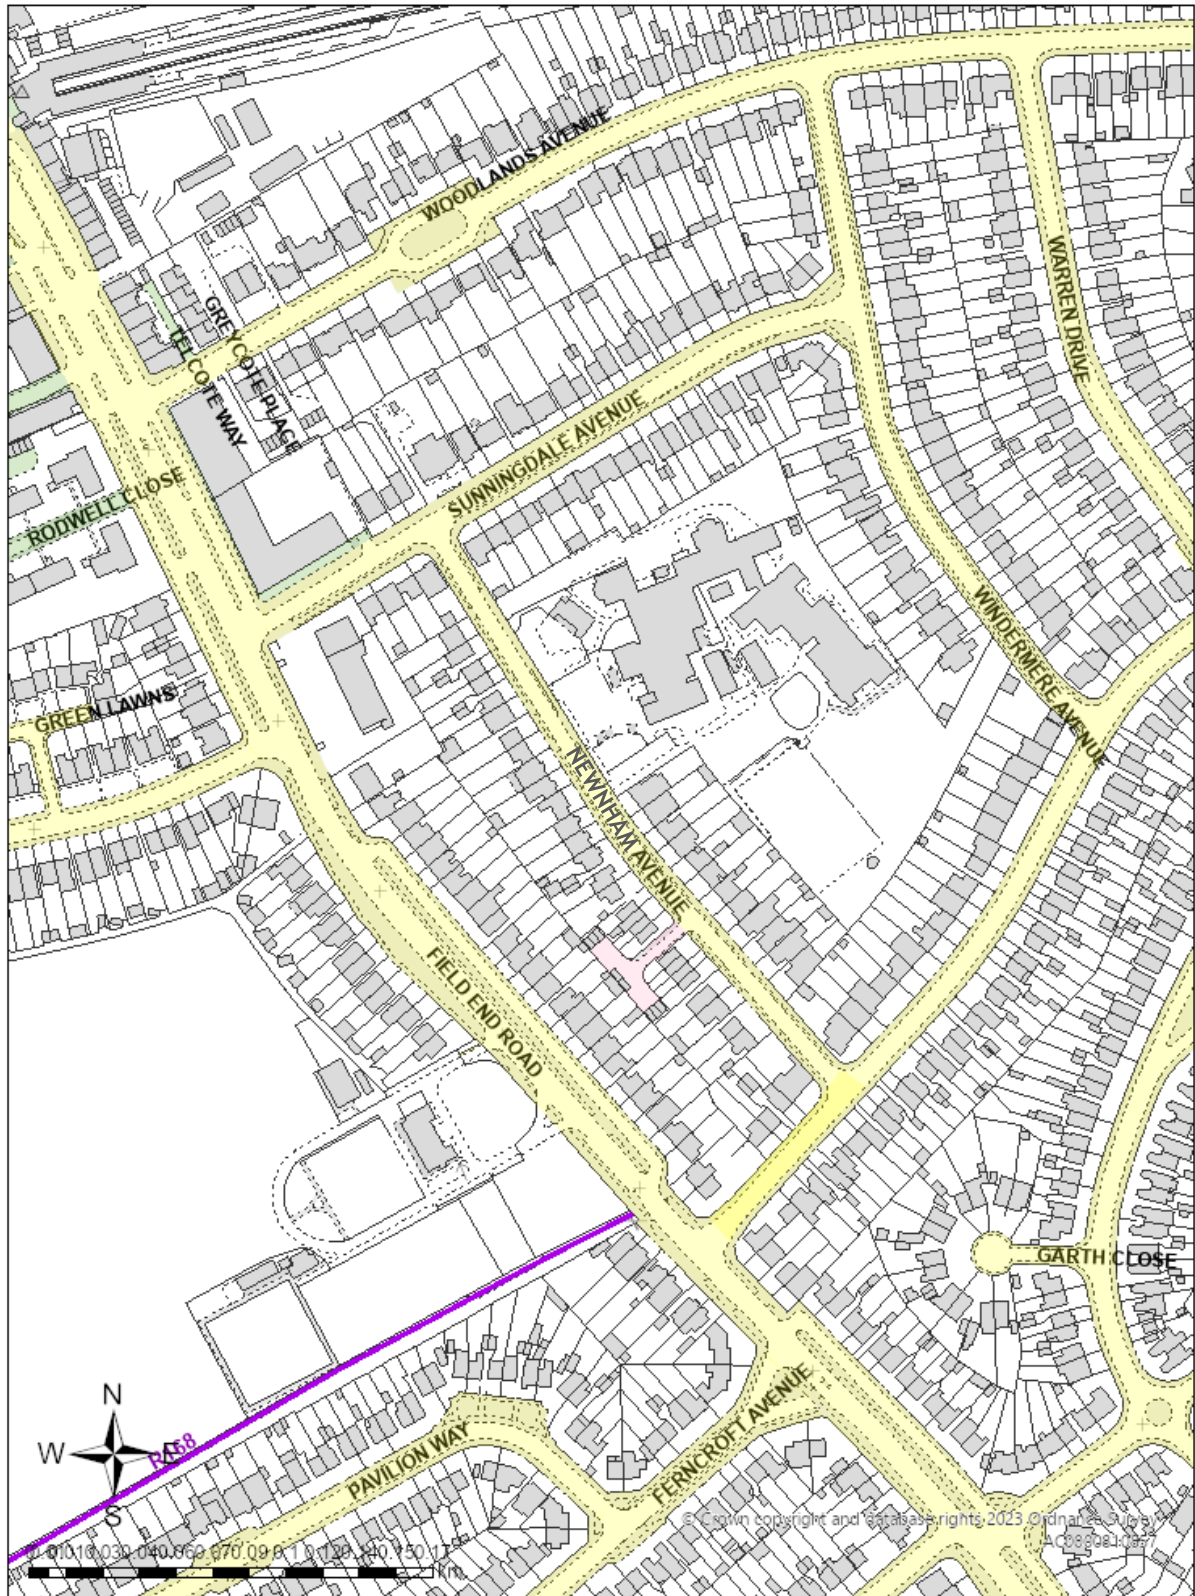 WOODLANDS AVENUE
WARREN DRIVE
GREYCOTE PLACE
TELCOTE WAY
SUNNINGDALE AVENUE
RODWELL CLOSE
WINDERMERE AVENUE
GREEN LAWNS
NEWNHAM AVENUE
FIELD END ROAD
GARTH CLOSE
FERNCROFT AVENUE
PAVILION WAY
N
W
E
S
R168
© Crown copyright and database rights 2023 Ordnance Survey
km